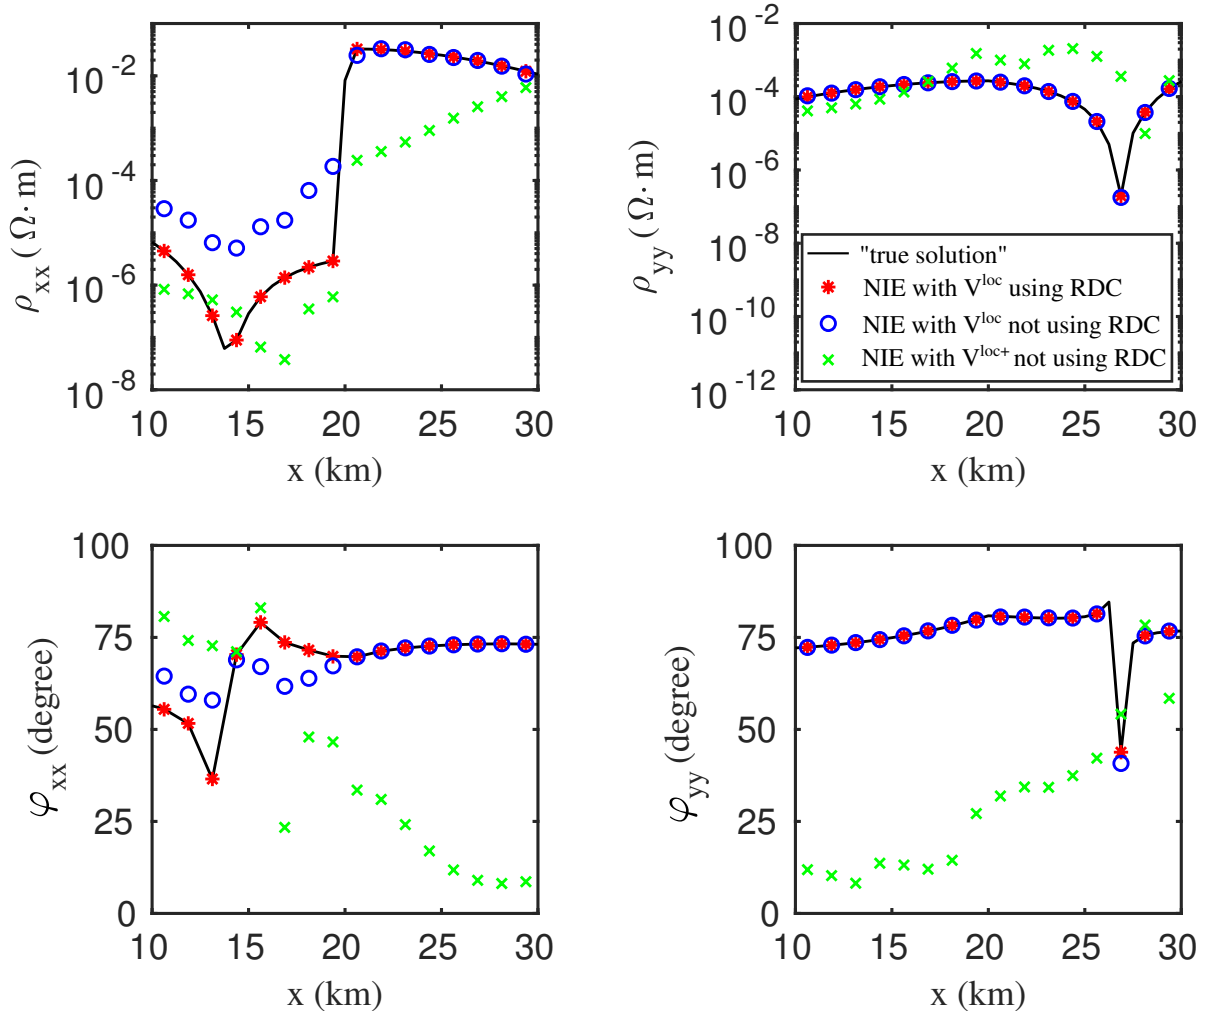 10⁻²
10⁻⁴
10⁻⁶
10⁻⁸
ρxx (Ω·m)
10 15 20 25 30
x (km)
10⁻²
10⁻⁴
10⁻⁶
10⁻⁸
10⁻¹⁰
10⁻¹²
ρyy (Ω·m)
"true solution"
NIE with Vˡᵒᶜ using RDC
NIE with Vˡᵒᶜ not using RDC
NIE with Vˡᵒᶜ⁺ not using RDC
10 15 20 25 30
x (km)
100
75
50
25
0
φxx (degree)
10 15 20 25 30
x (km)
100
75
50
25
0
φyy (degree)
10 15 20 25 30
x (km)